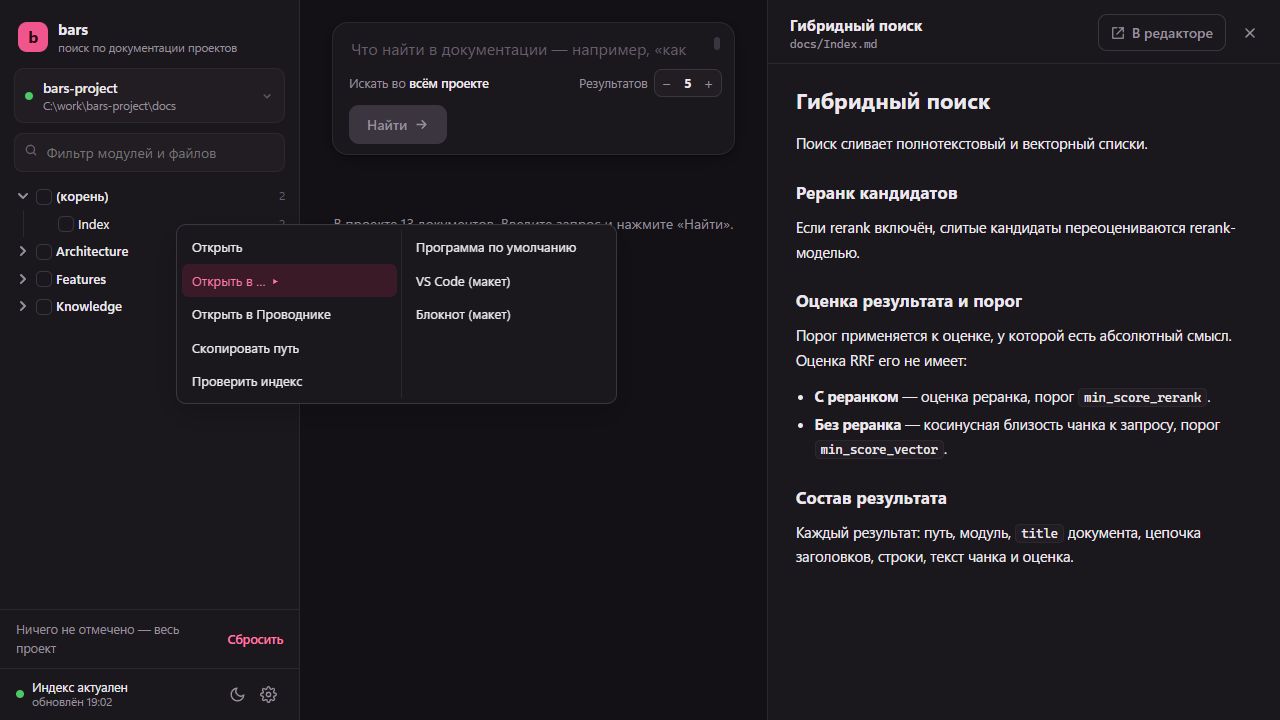 b
bars
поиск по документации проектов
bars-project
C:\work\bars-project\docs
Фильтр модулей и файлов
(корень) 2
Index 2
Architecture
Features
Knowledge
Ничего не отмечено — весь
проект
Сбросить
Индекс актуален
обновлён 19:02
Что найти в документации — например, «как
Искать во всём проекте
Результатов − 5 +
Найти →
В проекте 13 документов. Введите запрос и нажмите «Найти».
Открыть
Открыть в ... ▸
Открыть в Проводнике
Скопировать путь
Проверить индекс
Программа по умолчанию
VS Code (макет)
Блокнот (макет)
Гибридный поиск
docs/Index.md
В редакторе
Гибридный поиск
Поиск сливает полнотекстовый и векторный списки.
Реранк кандидатов
Если rerank включён, слитые кандидаты переоцениваются rerank-
моделью.
Оценка результата и порог
Порог применяется к оценке, у которой есть абсолютный смысл.
Оценка RRF его не имеет:
• С реранком — оценка реранка, порог min_score_rerank.
• Без реранка — косинусная близость чанка к запросу, порог
min_score_vector.
Состав результата
Каждый результат: путь, модуль, title документа, цепочка
заголовков, строки, текст чанка и оценка.